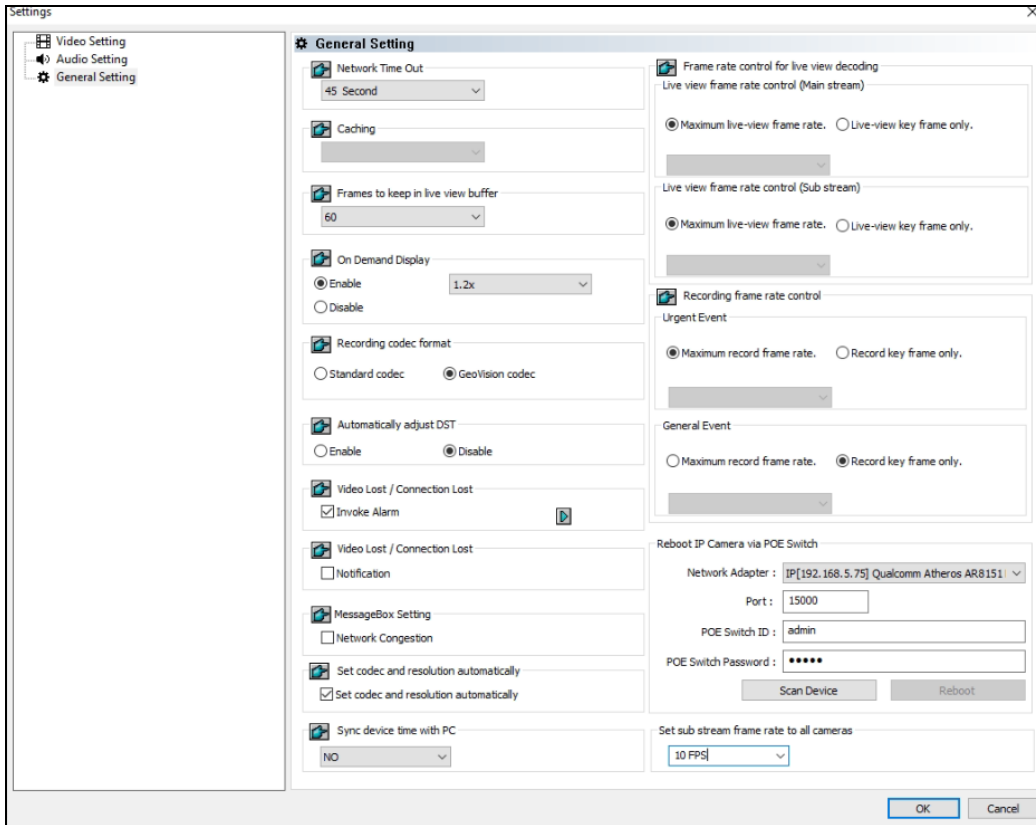 Settings
Video Setting
Audio Setting
General Setting
General Setting
Network Time Out
45 Second
Caching
Frames to keep in live view buffer
60
On Demand Display
Enable
1.2x
Disable
Recording codec format
Standard codec
GeoVision codec
Automatically adjust DST
Enable
Disable
Video Lost / Connection Lost
Invoke Alarm
Video Lost / Connection Lost
Notification
MessageBox Setting
Network Congestion
Set codec and resolution automatically
Set codec and resolution automatically
Sync device time with PC
NO
Frame rate control for live view decoding
Live view frame rate control (Main stream)
Maximum live-view frame rate.
Live-view key frame only.
Live view frame rate control (Sub stream)
Maximum live-view frame rate.
Live-view key frame only.
Recording frame rate control
Urgent Event
Maximum record frame rate.
Record key frame only.
General Event
Maximum record frame rate.
Record key frame only.
Reboot IP Camera via POE Switch
Network Adapter :
IP[192.168.5.75] Qualcomm Atheros AR8151
Port :
15000
POE Switch ID :
admin
POE Switch Password :
●●●●●
Scan Device
Reboot
Set sub stream frame rate to all cameras
10 FPS
OK
Cancel